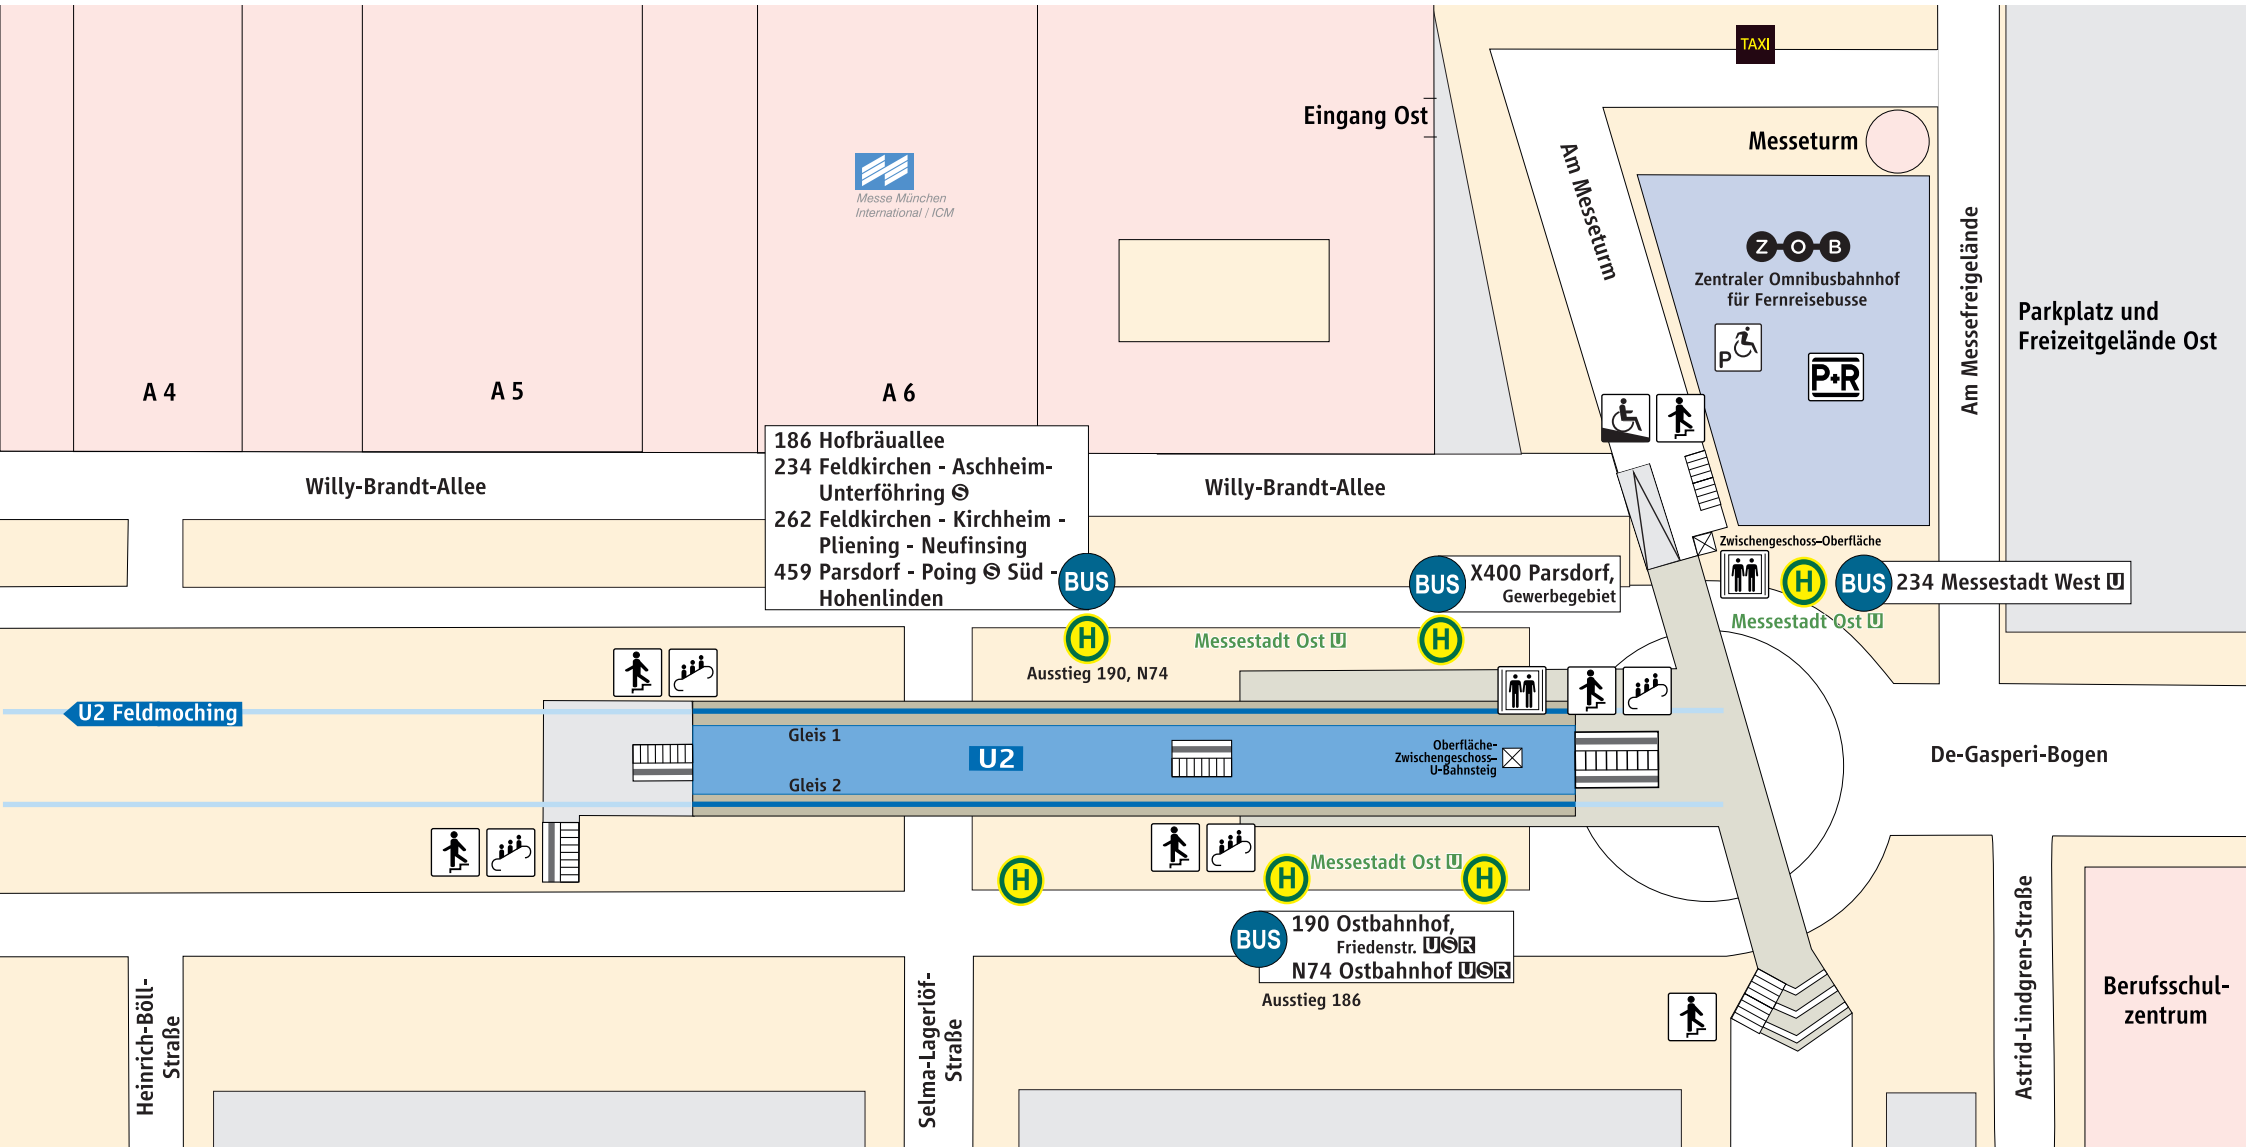 TAXI
Eingang Ost
Messeturm
Am Messeturm
Messe München
International / ICM
Z O B
Zentraler Omnibusbahnhof
für Fernreisebusse
P
P+R
Am Messefreigelände
Parkplatz und
Freizeitgelände Ost
A 4
A 5
A 6
186 Hofbräuallee
234 Feldkirchen - Aschheim-
Unterföhring S
262 Feldkirchen - Kirchheim -
Pliening - Neufinsing
459 Parsdorf - Poing S Süd -
Hohenlinden
BUS
H
Ausstieg 190, N74
Willy-Brandt-Allee
Willy-Brandt-Allee
BUS
X400 Parsdorf,
Gewerbegebiet
H
Messestadt Ost U
Zwischengeschoss-Oberfläche
H
BUS
234 Messestadt West U
Messestadt Ost U
U2 Feldmoching
Gleis 1
U2
Gleis 2
Oberfläche-
Zwischengeschoss-
U-Bahnsteig
De-Gasperi-Bogen
H
H
Messestadt Ost U
H
BUS
190 Ostbahnhof,
Friedenstr. U S R
N74 Ostbahnhof U S R
Ausstieg 186
Heinrich-Böll-
Straße
Selma-Lagerlöf-
Straße
Astrid-Lindgren-Straße
Berufsschul-
zentrum